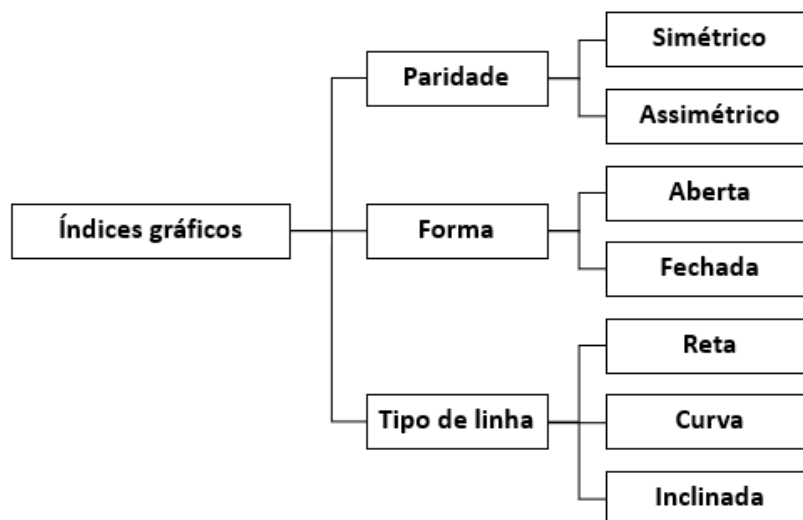 Índices gráficos
Paridade
Simétrico
Assimétrico
Forma
Aberta
Fechada
Tipo de linha
Reta
Curva
Inclinada